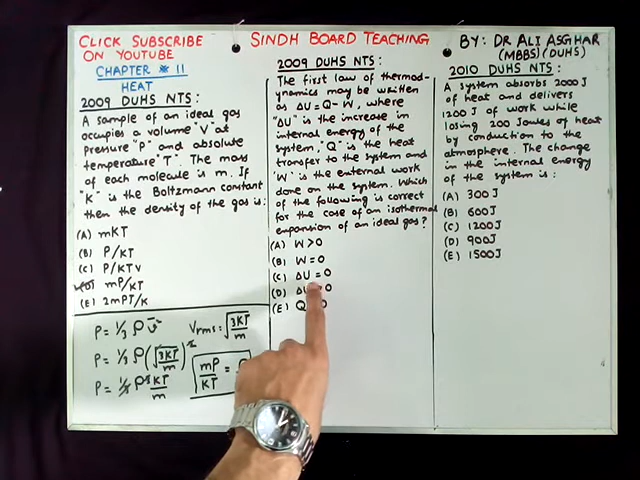 CLICK SUBSCRIBE
ON YOUTUBE
CHAPTER # 11
HEAT
2009 DUHS NTS:
A sample of an ideal gas
occupies a volume "V" at
pressure "P" and absolute
temperature "T". The mass
of each molecule is m. If
"K" is the Boltzmann constant
then the density of the gas is:
(A) mKT
(B) P/KT
(C) P/KTV
(D) mP/KT
(E) 2mPT/K
P = 1/3 ρ v̄²
Vrms = √3KT/m
P = 1/3 ρ (√3KT/m)²
P = 1/3 ρ 3KT/m
mP/KT = ρ
SINDH BOARD TEACHING
2009 DUHS NTS:
The first law of thermod-
ynamics may be written
as ΔU = Q - W, where
"ΔU" is the increase in
internal energy of the
system, "Q" is the heat
transfer to the system and
"W" is the external work
done on the system. Which
of the following is correct
for the case of an isothermal
expansion of an ideal gas?
(A) W > 0
(B) W = 0
(C) ΔU = 0
(D) ΔU 0
(E) Q 0
BY: DR ALI ASGHAR
(MBBS) (DUHS)
2010 DUHS NTS:
A system absorbs 2000 J
of heat and delivers
1200 J of work while
losing 200 Joules of heat
by conduction to the
atmosphere. The change
in the internal energy
of the system is:
(A) 300 J
(B) 600 J
(C) 1200 J
(D) 900 J
(E) 1500 J